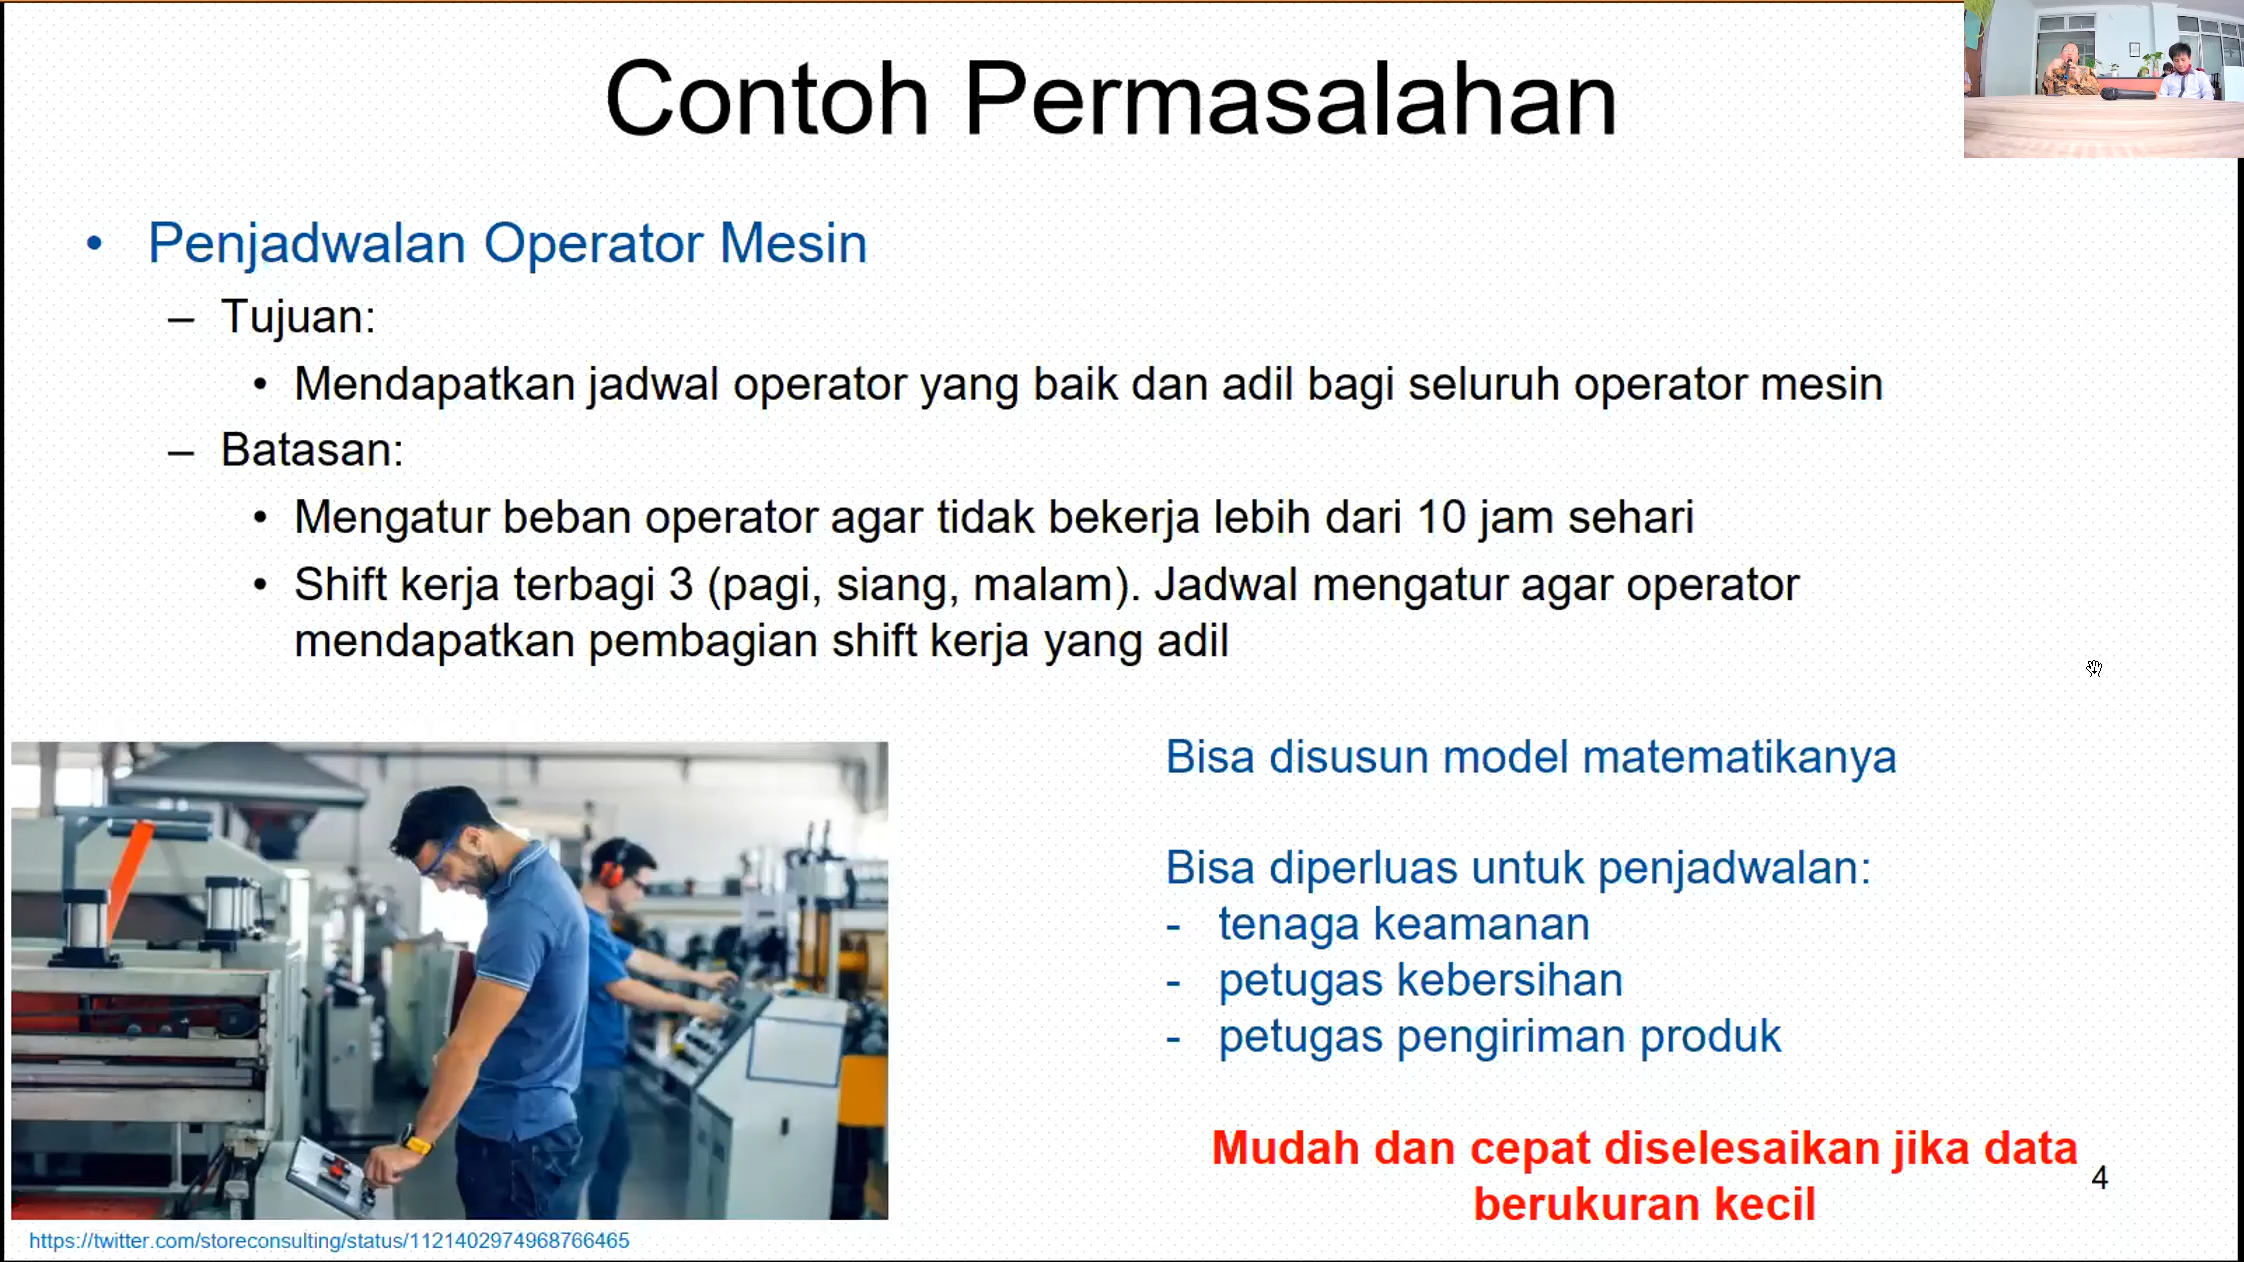 Contoh Permasalahan
• Penjadwalan Operator Mesin
– Tujuan:
• Mendapatkan jadwal operator yang baik dan adil bagi seluruh operator mesin
– Batasan:
• Mengatur beban operator agar tidak bekerja lebih dari 10 jam sehari
• Shift kerja terbagi 3 (pagi, siang, malam). Jadwal mengatur agar operator
mendapatkan pembagian shift kerja yang adil
Bisa disusun model matematikanya
Bisa diperluas untuk penjadwalan:
- tenaga keamanan
- petugas kebersihan
- petugas pengiriman produk
Mudah dan cepat diselesaikan jika data
berukuran kecil
4
https://twitter.com/storeconsulting/status/1121402974968766465